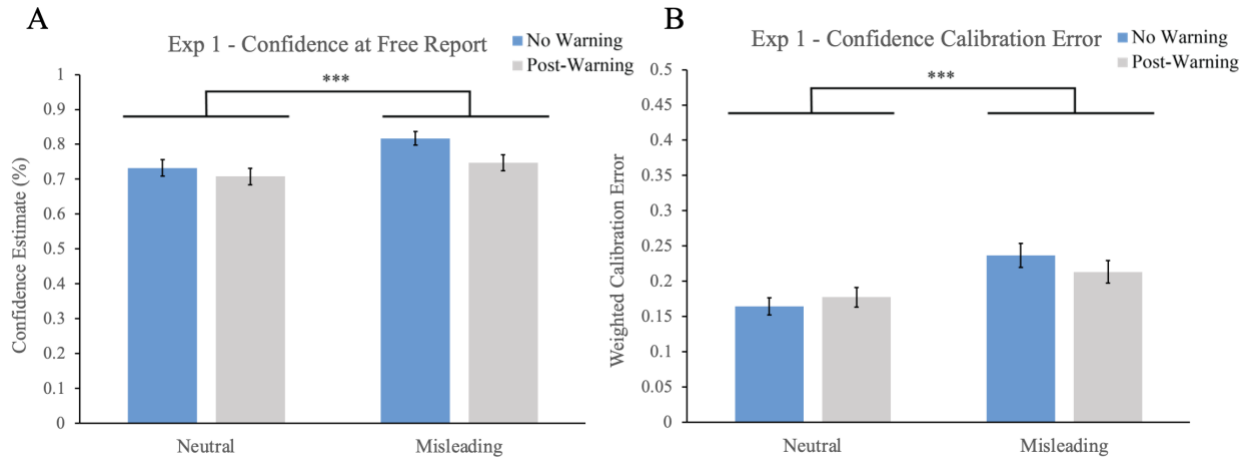 A
Exp 1 - Confidence at Free Report
No Warning
Post-Warning
***
Confidence Estimate (%)
1
0.9
0.8
0.7
0.6
0.5
0.4
0.3
0.2
0.1
0
Neutral
Misleading
B
Exp 1 - Confidence Calibration Error
No Warning
Post-Warning
***
Weighted Calibration Error
0.5
0.45
0.4
0.35
0.3
0.25
0.2
0.15
0.1
0.05
0
Neutral
Misleading